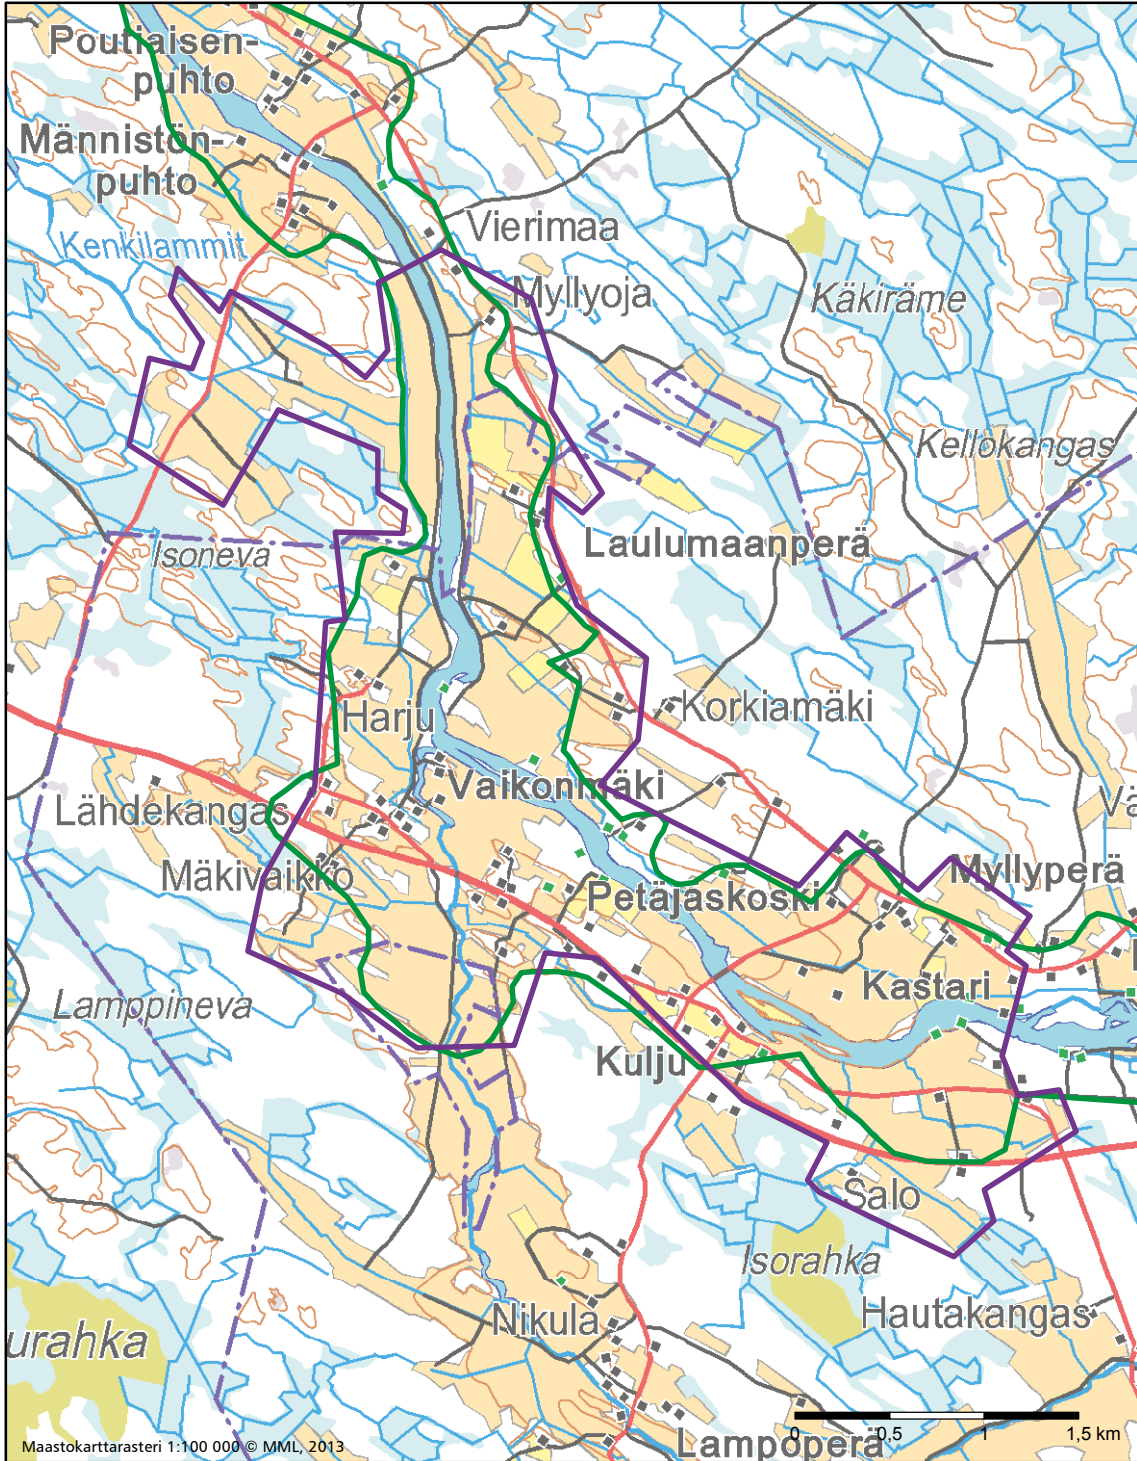 Poutiaisen-
puhto
Männistön-
puhto
Kenkilammit
Vierimaa
Myllyoja
Käkiräme
Kellokangas
Isoneva
Laulumaanperä
Harju
Korkiamäki
Vaikonmäki
Lähdekangas
Vä
Mäkivaikko
Petäjaskoski
Myllyperä
Lamppineva
Kastari
Kulju
Salo
Isorahka
Hautakangas
Nikula
urahka
Lampoperä
0 0,5 1 1,5 km
Maastokarttarasteri 1:100 000 © MML, 2013